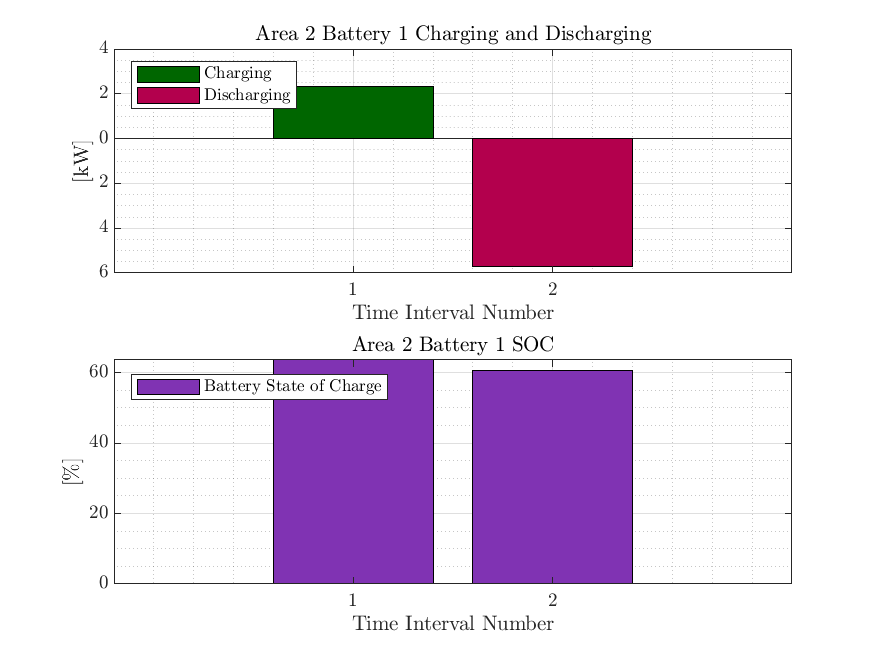 Area 2 Battery 1 Charging and Discharging
4
2
0
2
4
6
[kW]
Charging
Discharging
1
2
Time Interval Number
Area 2 Battery 1 SOC
60
40
20
0
[%]
Battery State of Charge
1
2
Time Interval Number